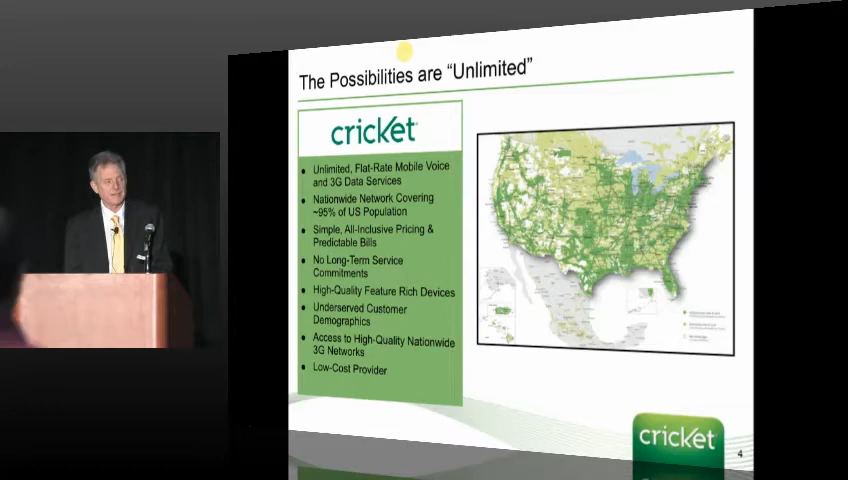 The Possibilities are “Unlimited”
cricket
• Unlimited, Flat-Rate Mobile Voice
and 3G Data Services
• Nationwide Network Covering
~95% of US Population
• Simple, All-Inclusive Pricing &
Predictable Bills
• No Long-Term Service
Commitments
• High-Quality Feature Rich Devices
• Underserved Customer
Demographics
• Access to High-Quality Nationwide
3G Networks
• Low-Cost Provider
cricket
4